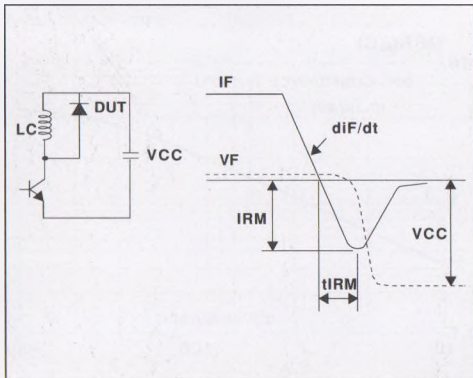 IF
DUT
diF/dt
LC
VCC
VF
IRM
VCC
tIRM